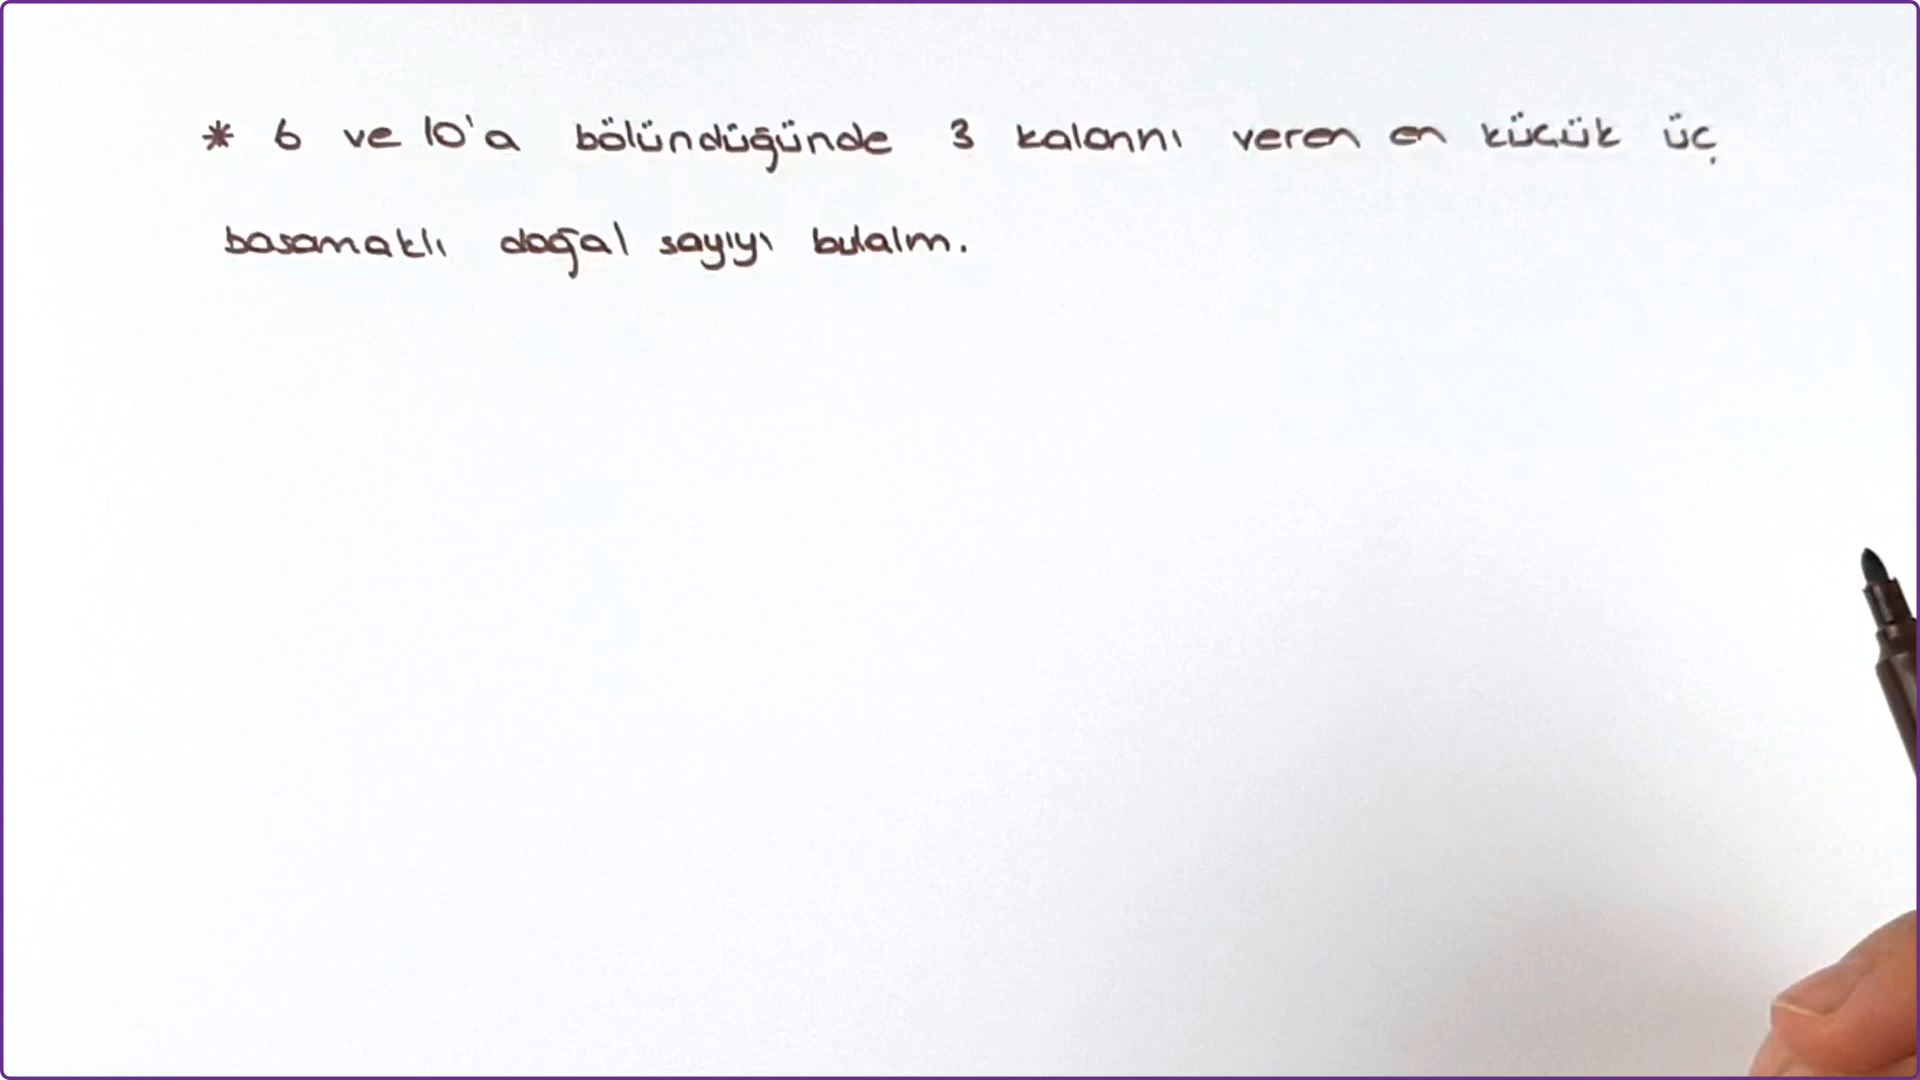 * 6 ve 10'a bölündüğünde 3 kalanını veren en küçük üç
basamaklı doğal sayıyı bulalım.